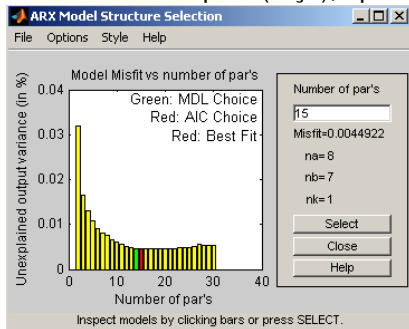 ARX Model Structure Selection
File Options Style Help
Model Misfit vs number of par's
Green: MDL Choice
Red: AIC Choice
Red: Best Fit
Unexplained output variance (in %)
0.04
0.03
0.02
0.01
0
0 10 20 30 40
Number of par's
Number of par's
15
Misfit=0.0044922
na= 8
nb= 7
nk= 1
Select
Close
Help
Inspect models by clicking bars or press SELECT.